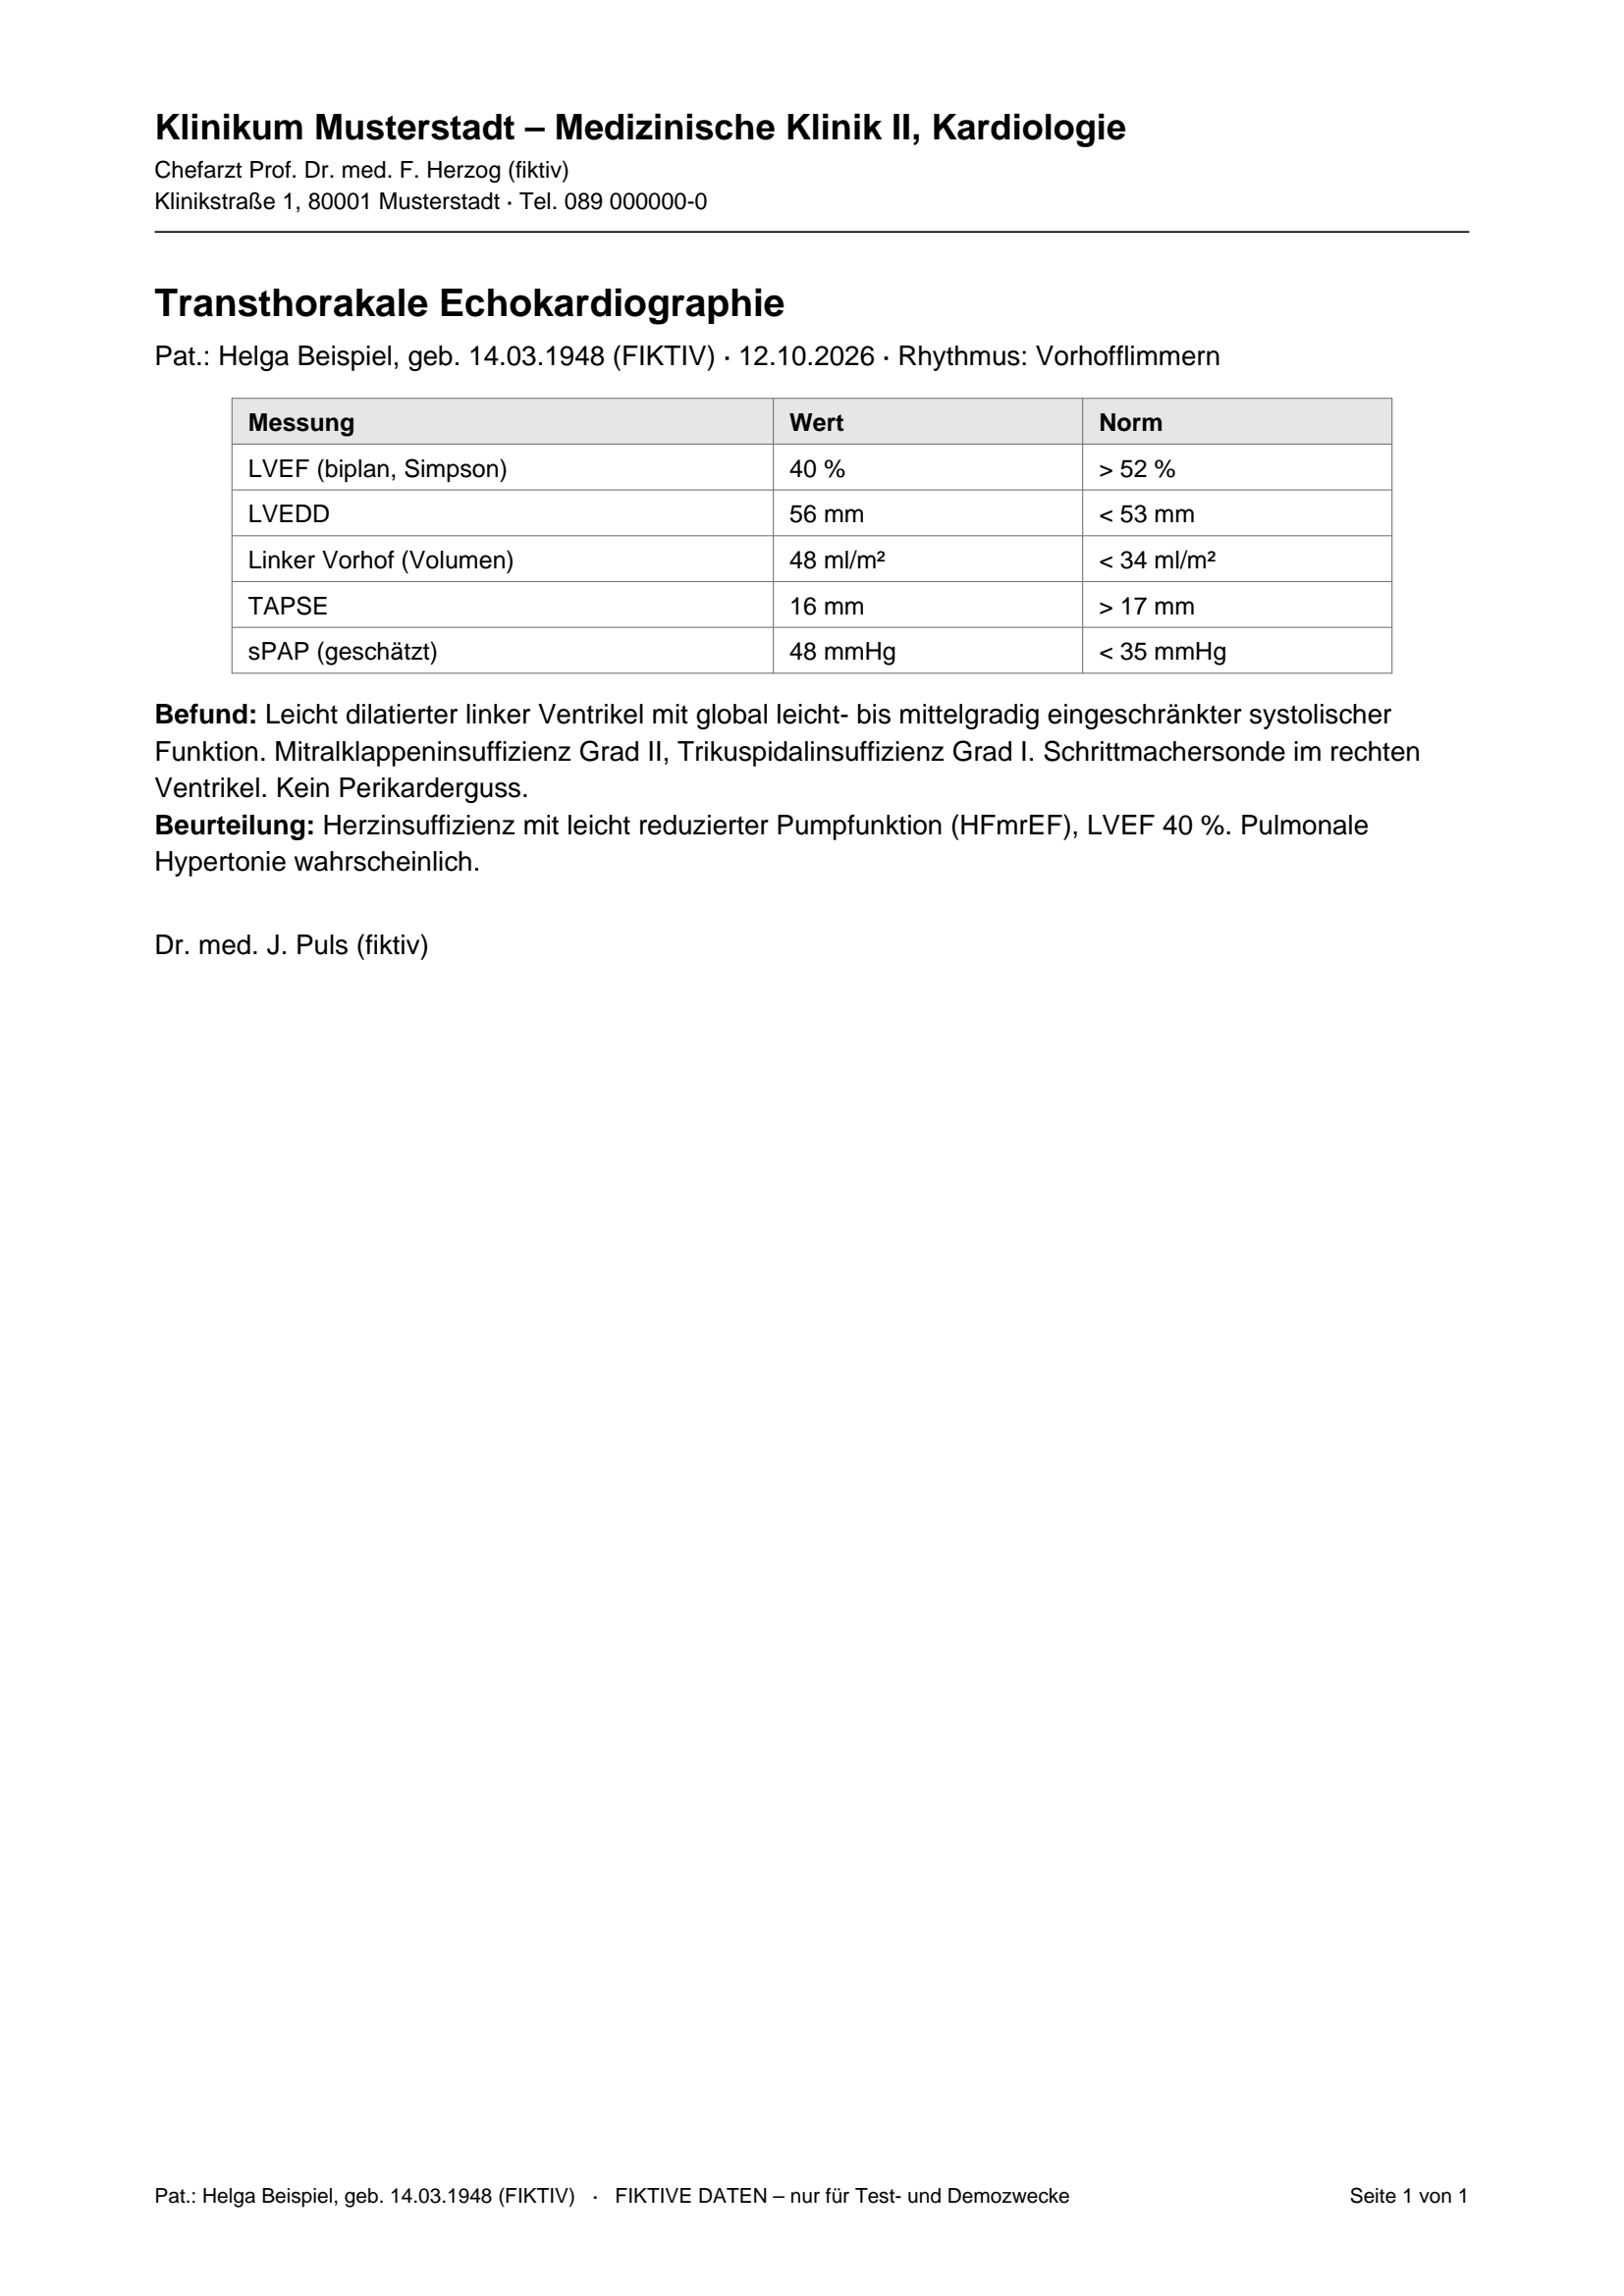 Klinikum Musterstadt – Medizinische Klinik II, Kardiologie
Chefarzt Prof. Dr. med. F. Herzog (fiktiv)
Klinikstraße 1, 80001 Musterstadt · Tel. 089 000000-0
Transthorakale Echokardiographie
Pat.: Helga Beispiel, geb. 14.03.1948 (FIKTIV) · 12.10.2026 · Rhythmus: Vorhofflimmern
Messung Wert Norm
LVEF (biplan, Simpson) 40 % > 52 %
LVEDD 56 mm < 53 mm
Linker Vorhof (Volumen) 48 ml/m² < 34 ml/m²
TAPSE 16 mm > 17 mm
sPAP (geschätzt) 48 mmHg < 35 mmHg
Befund: Leicht dilatierter linker Ventrikel mit global leicht- bis mittelgradig eingeschränkter systolischer
Funktion. Mitralklappeninsuffizienz Grad II, Trikuspidalinsuffizienz Grad I. Schrittmachersonde im rechten
Ventrikel. Kein Perikarderguss.
Beurteilung: Herzinsuffizienz mit leicht reduzierter Pumpfunktion (HFmrEF), LVEF 40 %. Pulmonale
Hypertonie wahrscheinlich.
Dr. med. J. Puls (fiktiv)
Pat.: Helga Beispiel, geb. 14.03.1948 (FIKTIV) · FIKTIVE DATEN – nur für Test- und Demozwecke Seite 1 von 1